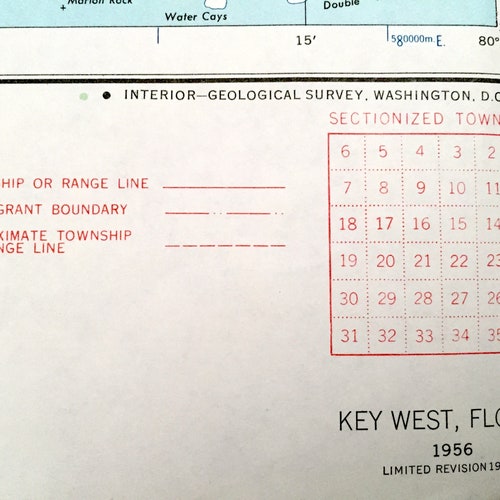 + Marion Rock
Water Cays
Double
15'
580000m. E.
80°
INTERIOR—GEOLOGICAL SURVEY, WASHINGTON, D.C
SECTIONIZED TOWN
6 5 4 3 2
7 8 9 10 11
18 17 16 15 14
19 20 21 22 23
30 29 28 27 26
31 32 33 34 35
HIP OR RANGE LINE
GRANT BOUNDARY
XIMATE TOWNSHIP
NGE LINE
KEY WEST, FLO
1956
LIMITED REVISION 19